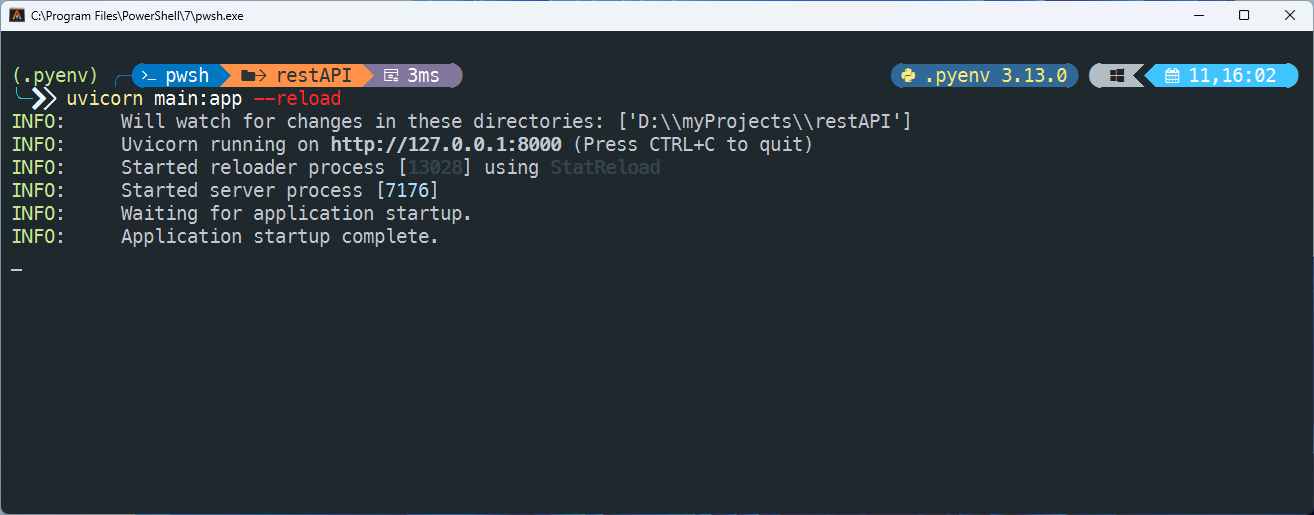 C:\Program Files\PowerShell\7\pwsh.exe
(.pyenv) >_ pwsh restAPI 3ms .pyenv 3.13.0 11,16:02
uvicorn main:app --reload
INFO:     Will watch for changes in these directories: ['D:\\myProjects\\restAPI']
INFO:     Uvicorn running on http://127.0.0.1:8000 (Press CTRL+C to quit)
INFO:     Started reloader process [13028] using StatReload
INFO:     Started server process [7176]
INFO:     Waiting for application startup.
INFO:     Application startup complete.